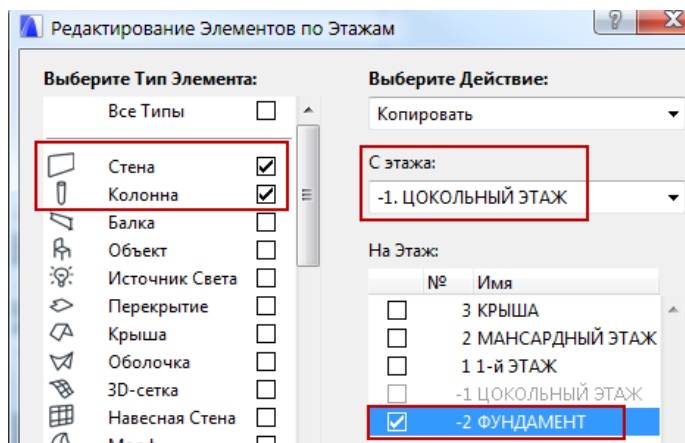 Редактирование Элементов по Этажам
Выберите Тип Элемента:
Все Типы
Стена
Колонна
Балка
Объект
Источник Света
Перекрытие
Крыша
Оболочка
3D-сетка
Навесная Стена
Выберите Действие:
Копировать
С этажа:
-1. ЦОКОЛЬНЫЙ ЭТАЖ
На Этаж:
№ Имя
3 КРЫША
2 МАНСАРДНЫЙ ЭТАЖ
1 1-й ЭТАЖ
-1 ЦОКОЛЬНЫЙ ЭТАЖ
-2 ФУНДАМЕНТ